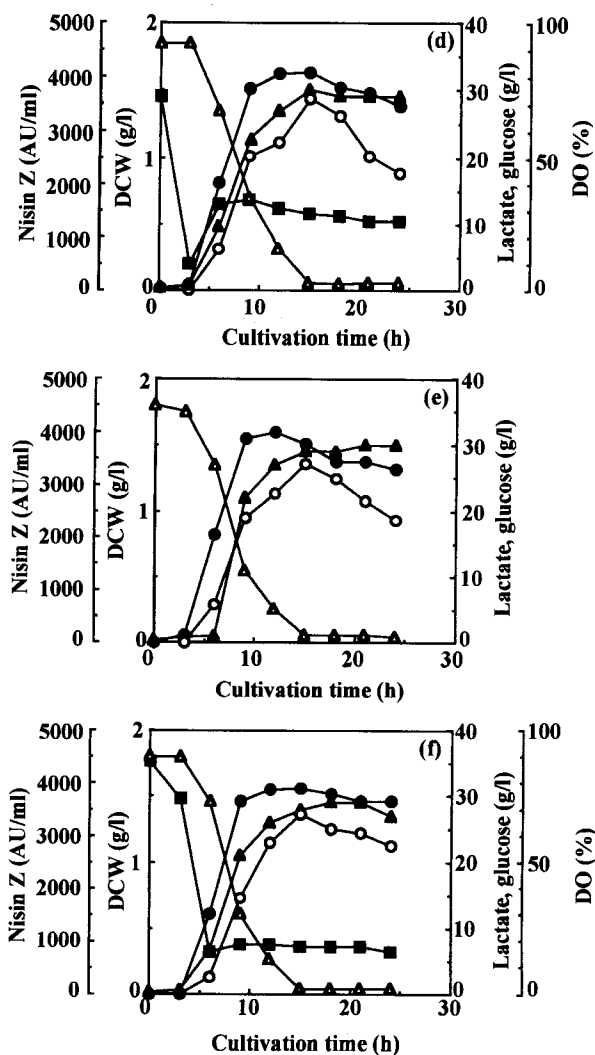 (d)
Nisin Z (AU/ml)
5000
4000
3000
2000
1000
0
DCW (g/l)
2
1
0
Lactate, glucose (g/l)
40
30
20
10
0
DO (%)
100
50
0
0 10 20 30
Cultivation time (h)
(e)
Nisin Z (AU/ml)
5000
4000
3000
2000
1000
0
DCW (g/l)
2
1
0
Lactate, glucose (g/l)
40
30
20
10
0
0 10 20 30
Cultivation time (h)
(f)
Nisin Z (AU/ml)
5000
4000
3000
2000
1000
0
DCW (g/l)
2
1
0
Lactate, glucose (g/l)
40
30
20
10
0
DO (%)
100
50
0
0 10 20 30
Cultivation time (h)